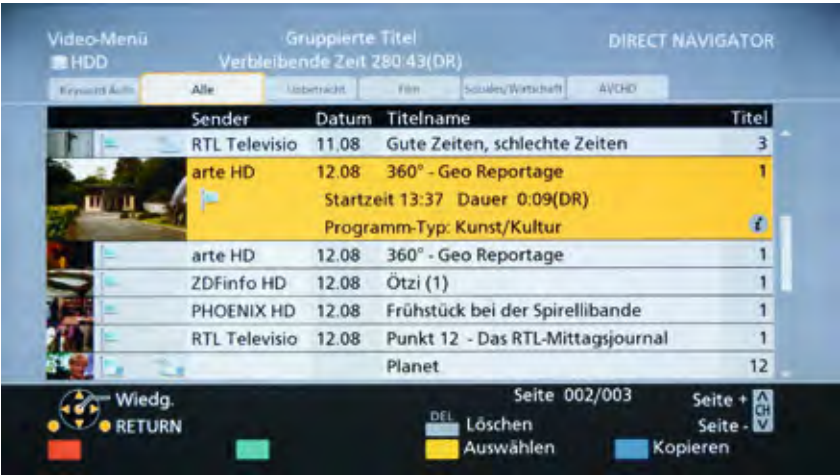 Video-Menü Gruppierte Titel DIRECT NAVIGATOR
HDD Verbleibende Zeit 280:43(DR)
Alle Film Soziales/Wirtschaft AVCHD
Sender Datum Titelname Titel
RTL Televisio 11.08 Gute Zeiten, schlechte Zeiten 3
arte HD 12.08 360° - Geo Reportage 1
Startzeit 13:37 Dauer 0:09(DR)
Programm-Typ: Kunst/Kultur i
arte HD 12.08 360° - Geo Reportage 1
ZDFinfo HD 12.08 Ötzi (1) 1
PHOENIX HD 12.08 Frühstück bei der Spirellibande 1
RTL Televisio 12.08 Punkt 12 - Das RTL-Mittagsjournal 1
Planet 12
Wiedg. Seite 002/003 Seite + CH
RETURN DEL Löschen Seite -
Auswählen Kopieren